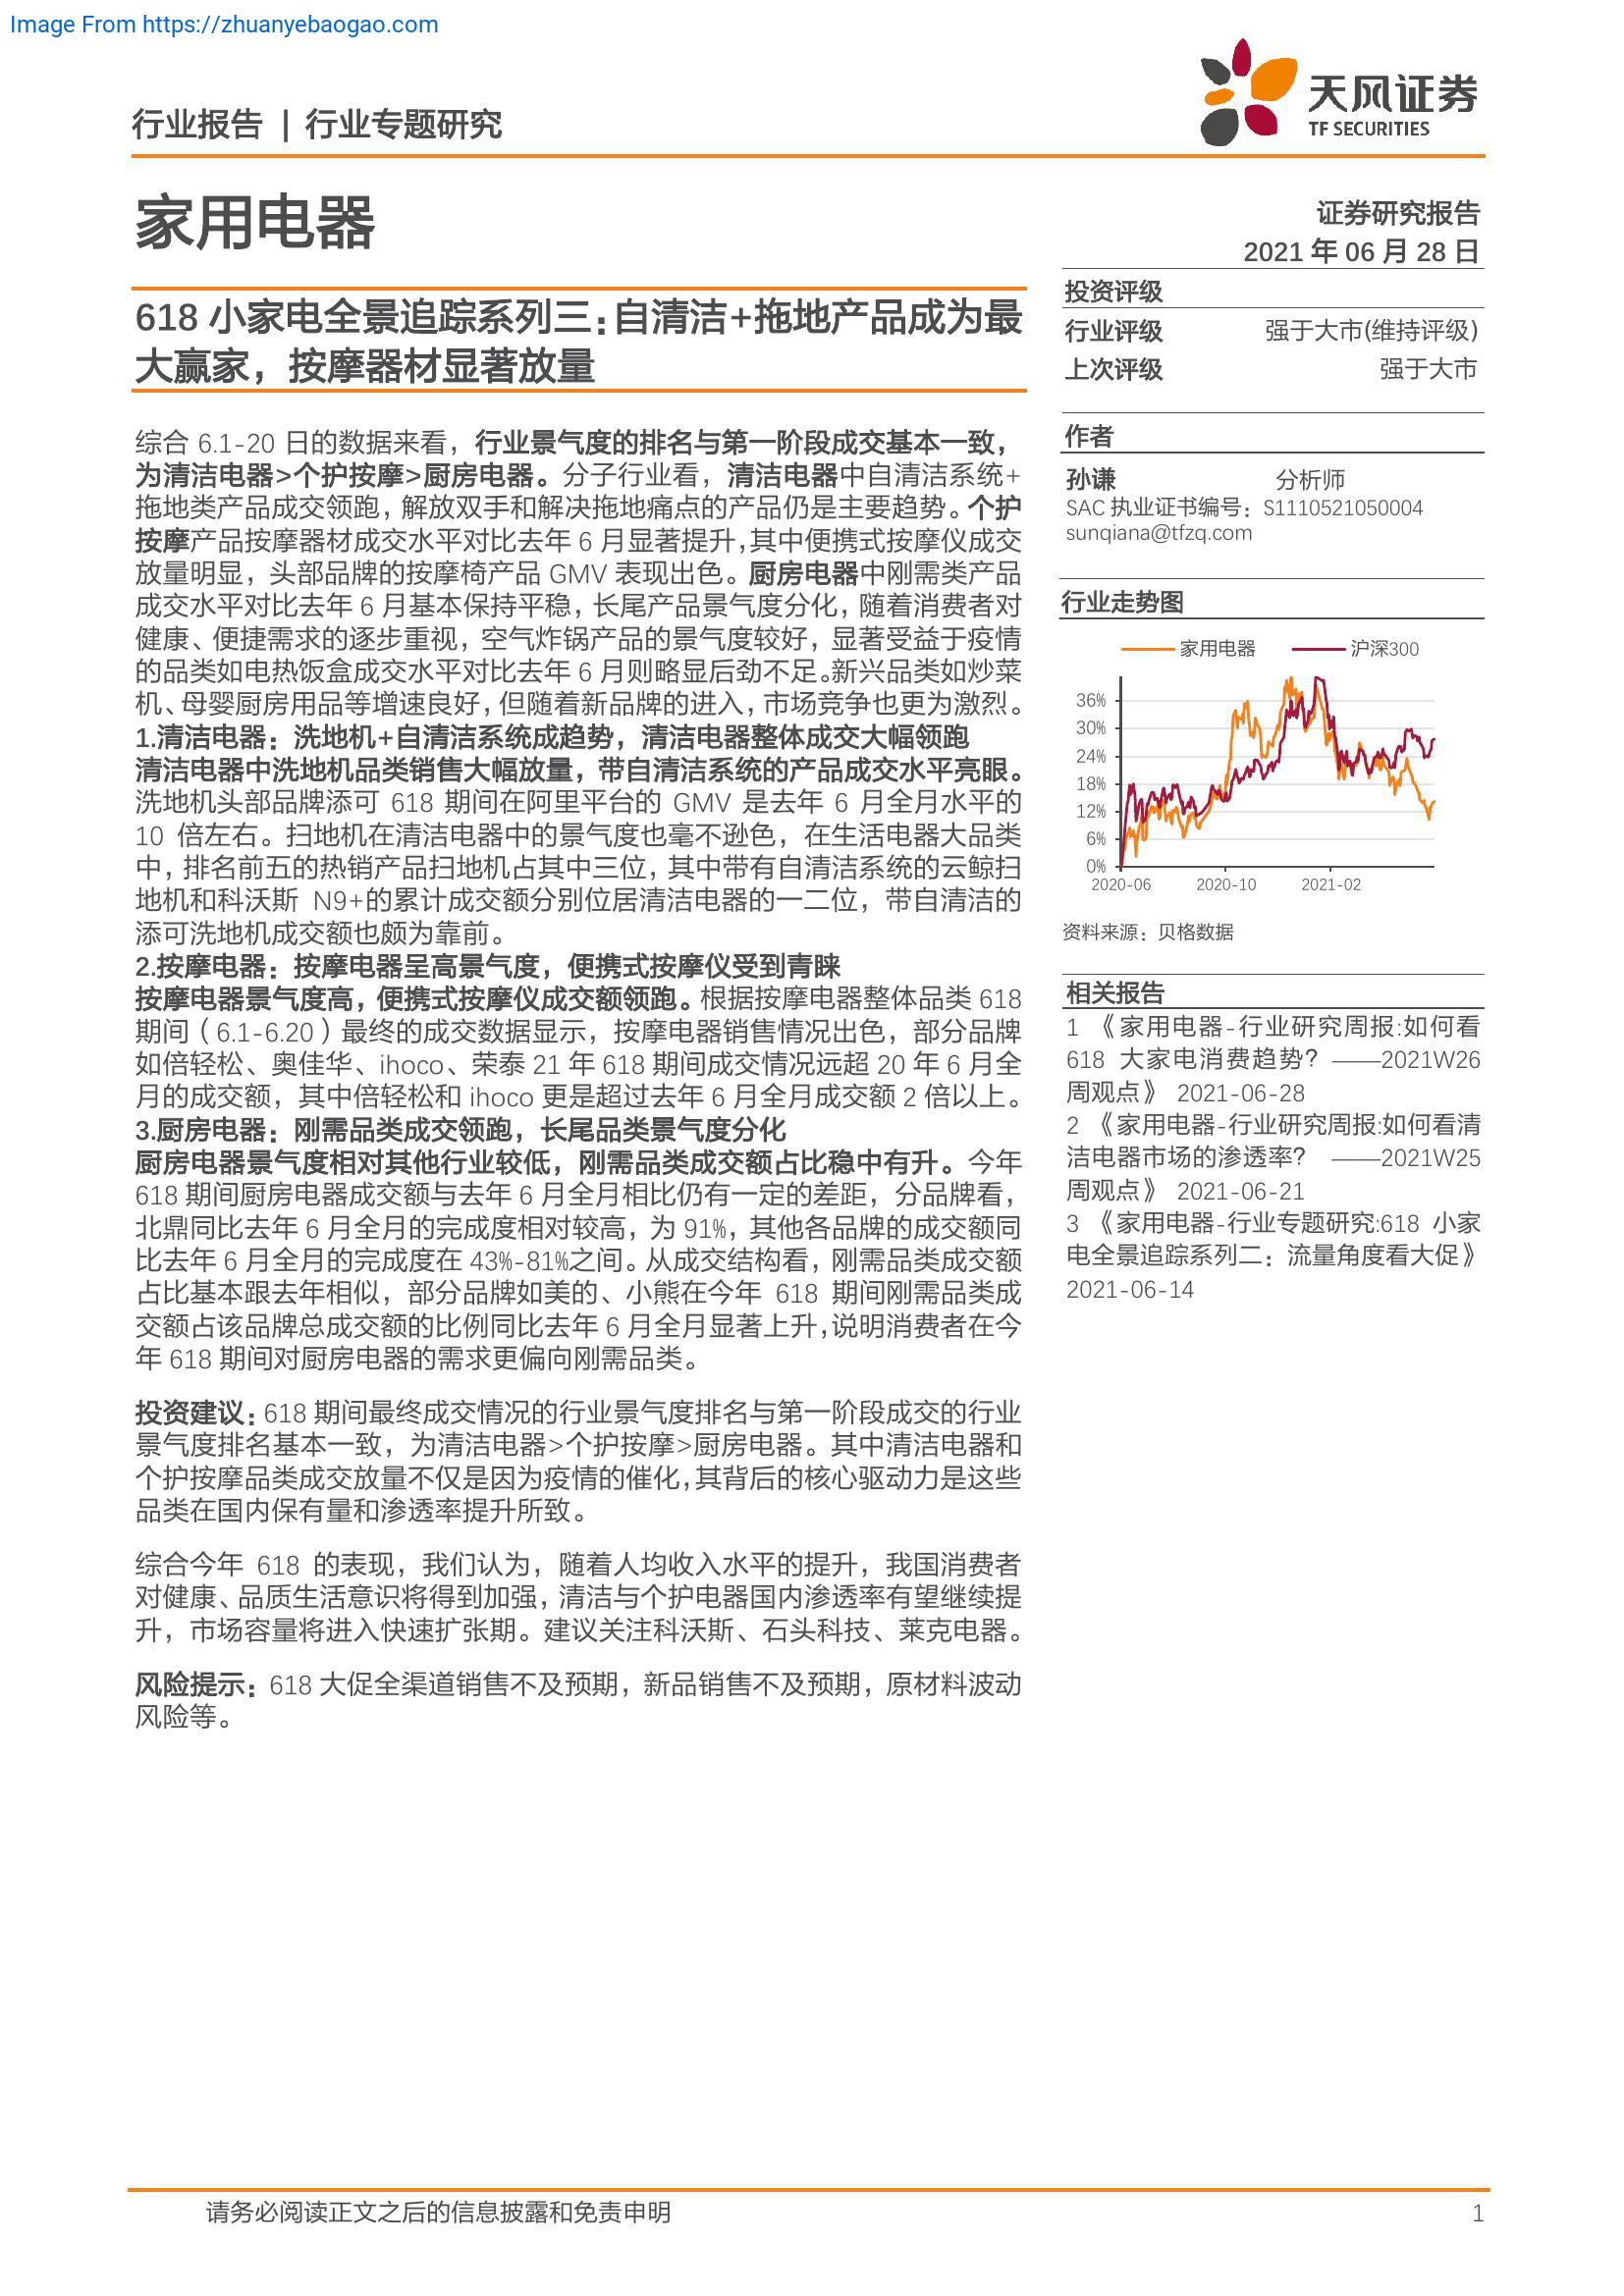 Image From https://zhuanyebaogao.com
行业报告 | 行业专题研究
天风证券
TF SECURITIES
家用电器
618 小家电全景追踪系列三:自清洁+拖地产品成为最
大赢家，按摩器材显著放量
综合 6.1-20 日的数据来看，行业景气度的排名与第一阶段成交基本一致，
为清洁电器>个护按摩>厨房电器。分子行业看，清洁电器中自清洁系统+
拖地类产品成交领跑，解放双手和解决拖地痛点的产品仍是主要趋势。个护
按摩产品按摩器材成交水平对比去年 6 月显著提升，其中便携式按摩仪成交
放量明显，头部品牌的按摩椅产品 GMV 表现出色。厨房电器中刚需类产品
成交水平对比去年 6 月基本保持平稳，长尾产品景气度分化，随着消费者对
健康、便捷需求的逐步重视，空气炸锅产品的景气度较好，显著受益于疫情
的品类如电热饭盒成交水平对比去年 6 月则略显后劲不足。新兴品类如炒菜
机、母婴厨房用品等增速良好，但随着新品牌的进入，市场竞争也更为激烈。
1.清洁电器：洗地机+自清洁系统成趋势，清洁电器整体成交大幅领跑
清洁电器中洗地机品类销售大幅放量，带自清洁系统的产品成交水平亮眼。
洗地机头部品牌添可 618 期间在阿里平台的 GMV 是去年 6 月全月水平的
10 倍左右。扫地机在清洁电器中的景气度也毫不逊色，在生活电器大品类
中，排名前五的热销产品扫地机占其中三位，其中带有自清洁系统的云鲸扫
地机和科沃斯 N9+的累计成交额分别位居清洁电器的一二位，带自清洁的
添可洗地机成交额也颇为靠前。
2.按摩电器：按摩电器呈高景气度，便携式按摩仪受到青睐
按摩电器景气度高，便携式按摩仪成交额领跑。根据按摩电器整体品类 618
期间（6.1-6.20）最终的成交数据显示，按摩电器销售情况出色，部分品牌
如倍轻松、奥佳华、ihoco、荣泰 21 年 618 期间成交情况远超 20 年 6 月全
月的成交额，其中倍轻松和 ihoco 更是超过去年 6 月全月成交额 2 倍以上。
3.厨房电器：刚需品类成交领跑，长尾品类景气度分化
厨房电器景气度相对其他行业较低，刚需品类成交额占比稳中有升。今年
618 期间厨房电器成交额与去年 6 月全月相比仍有一定的差距，分品牌看，
北鼎同比去年 6 月全月的完成度相对较高，为 91%，其他各品牌的成交额同
比去年 6 月全月的完成度在 43%-81%之间。从成交结构看，刚需品类成交额
占比基本跟去年相似，部分品牌如美的、小熊在今年 618 期间刚需品类成
交额占该品牌总成交额的比例同比去年 6 月全月显著上升，说明消费者在今
年 618 期间对厨房电器的需求更偏向刚需品类。
投资建议：618 期间最终成交情况的行业景气度排名与第一阶段成交的行业
景气度排名基本一致，为清洁电器>个护按摩>厨房电器。其中清洁电器和
个护按摩品类成交放量不仅是因为疫情的催化，其背后的核心驱动力是这些
品类在国内保有量和渗透率提升所致。
综合今年 618 的表现，我们认为，随着人均收入水平的提升，我国消费者
对健康、品质生活意识将得到加强，清洁与个护电器国内渗透率有望继续提
升，市场容量将进入快速扩张期。建议关注科沃斯、石头科技、莱克电器。
风险提示：618 大促全渠道销售不及预期，新品销售不及预期，原材料波动
风险等。
证券研究报告
2021 年 06 月 28 日
投资评级
行业评级 强于大市(维持评级)
上次评级 强于大市
作者
孙谦 分析师
SAC 执业证书编号：S1110521050004
sunqiana@tfzq.com
行业走势图
家用电器 沪深300
36%
30%
24%
18%
12%
6%
0%
2020-06 2020-10 2021-02
资料来源：贝格数据
相关报告
1 《家用电器-行业研究周报:如何看
618 大家电消费趋势？——2021W26
周观点》 2021-06-28
2 《家用电器-行业研究周报:如何看清
洁电器市场的渗透率？ ——2021W25
周观点》 2021-06-21
3 《家用电器-行业专题研究:618 小家
电全景追踪系列二：流量角度看大促》
2021-06-14
请务必阅读正文之后的信息披露和免责申明 1